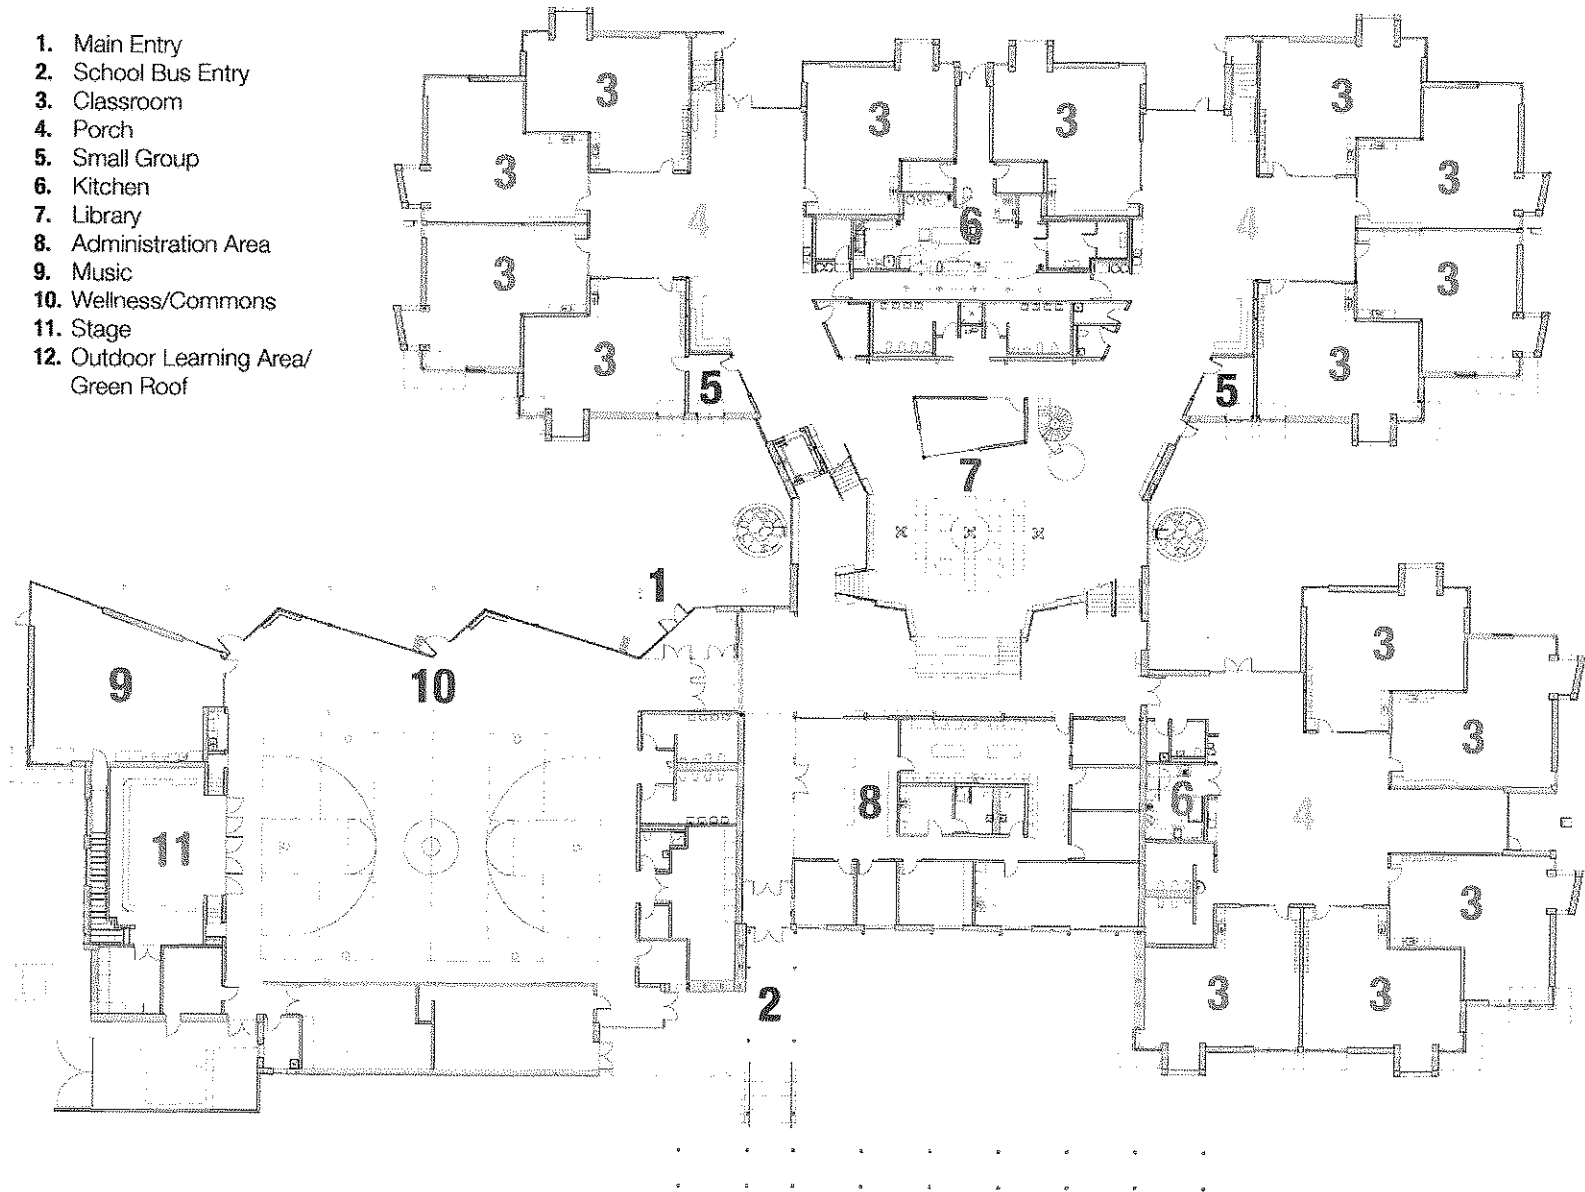 1. Main Entry
2. School Bus Entry
3. Classroom
4. Porch
5. Small Group
6. Kitchen
7. Library
8. Administration Area
9. Music
10. Wellness/Commons
11. Stage
12. Outdoor Learning Area/
Green Roof
3
3
3
3
3
3
4
6
4
3
3
3
3
5
5
7
1
3
9
10
3
8
6
4
11
3
3
3
2